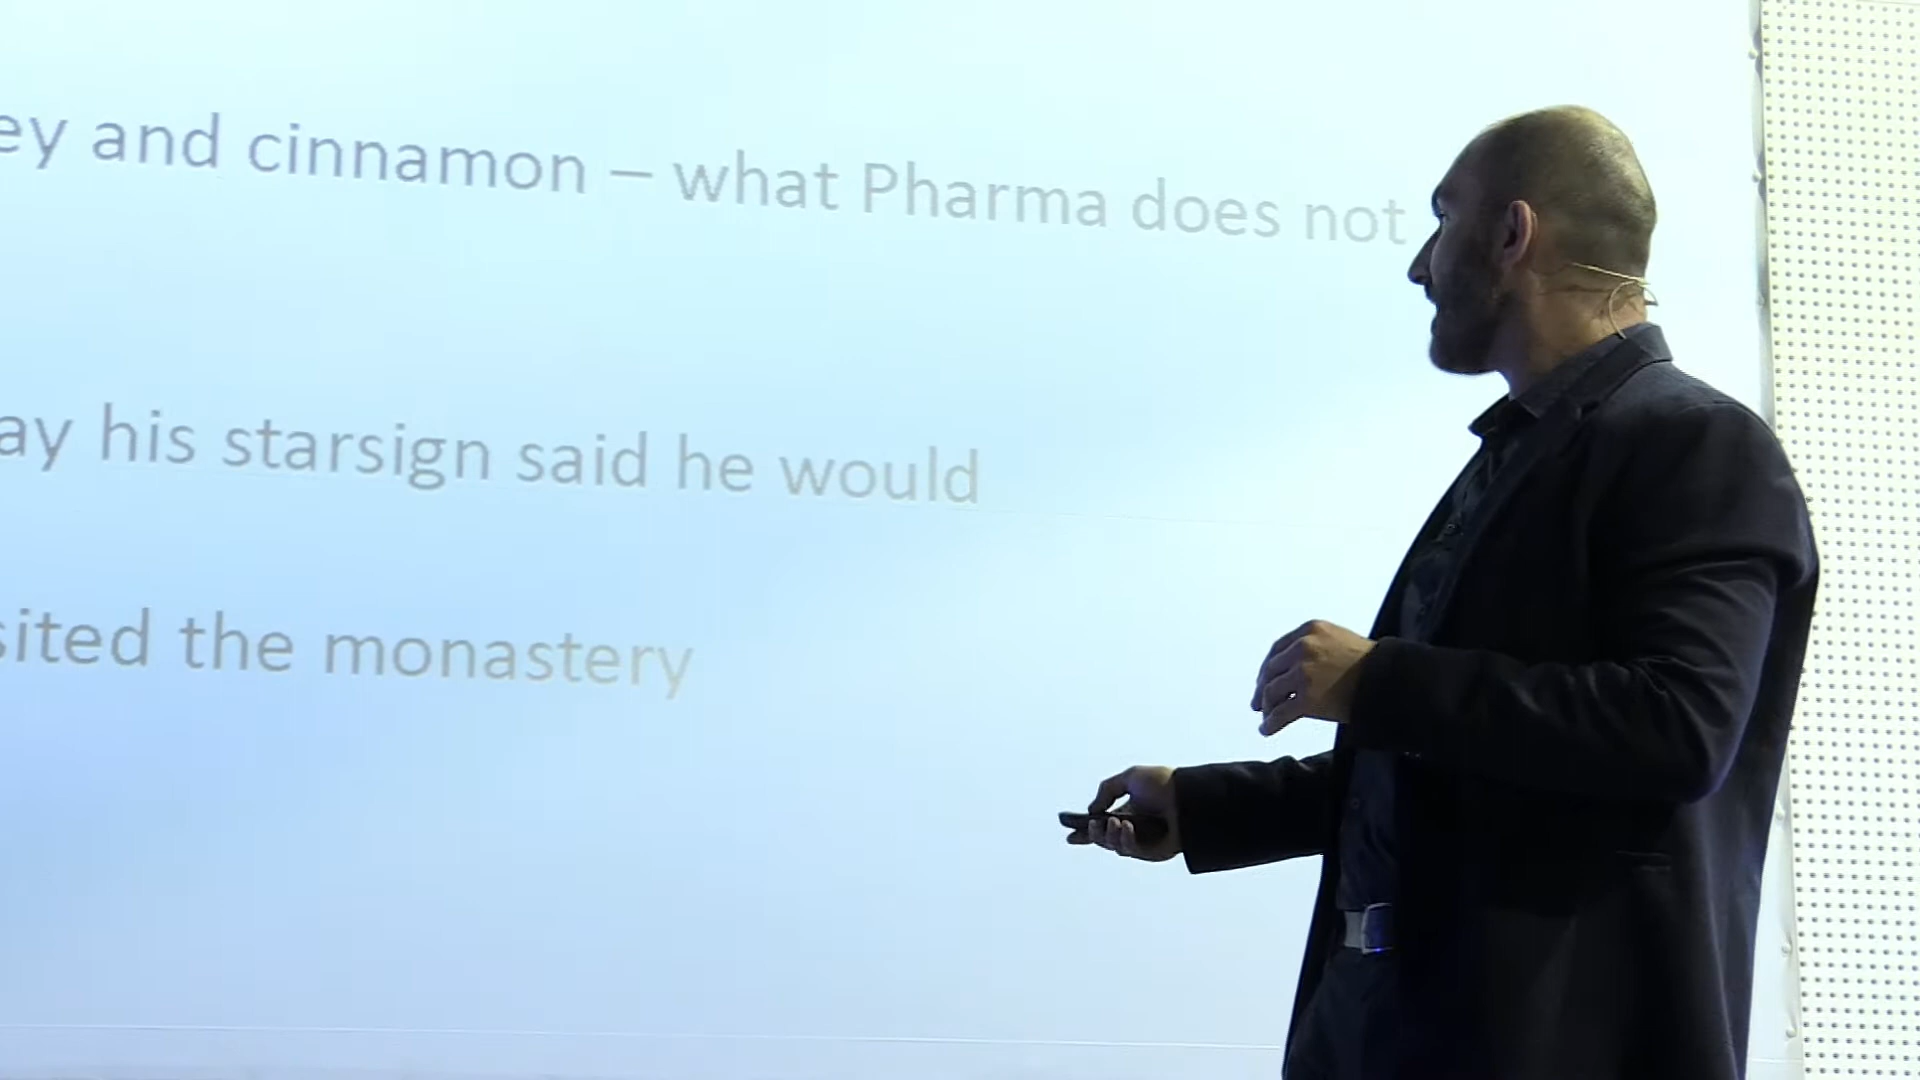 ey and cinnamon – what Pharma does not
ay his starsign said he would
sited the monastery